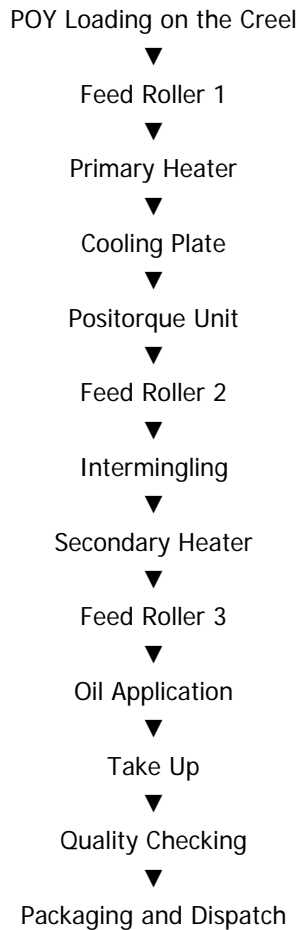 POY Loading on the Creel
▼
Feed Roller 1
▼
Primary Heater
▼
Cooling Plate
▼
Positorque Unit
▼
Feed Roller 2
▼
Intermingling
▼
Secondary Heater
▼
Feed Roller 3
▼
Oil Application
▼
Take Up
▼
Quality Checking
▼
Packaging and Dispatch